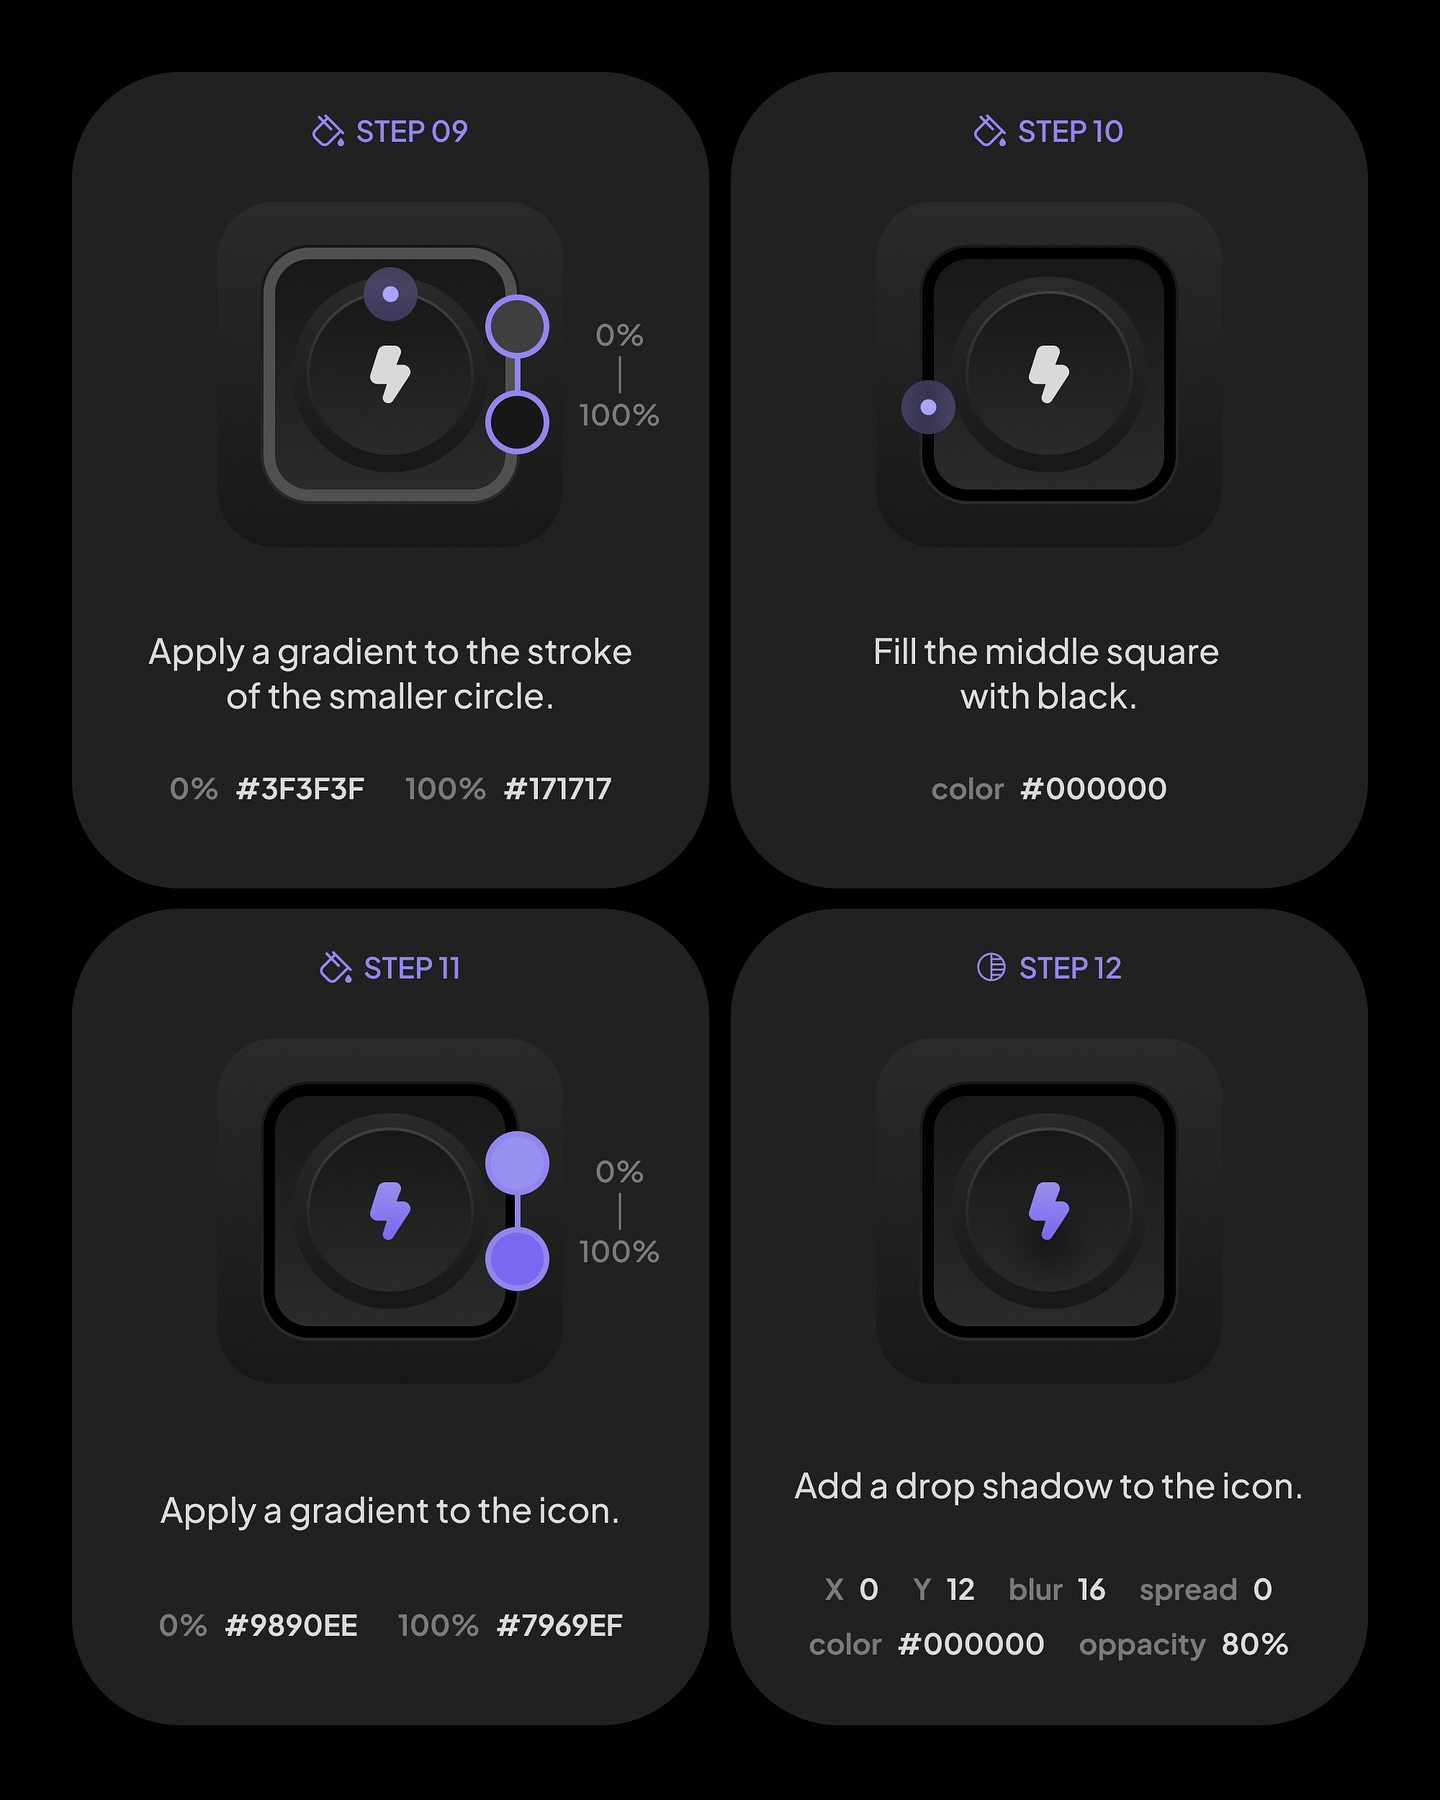 STEP 09
0%
100%
Apply a gradient to the stroke
of the smaller circle.
0% #3F3F3F 100% #171717
STEP 10
Fill the middle square
with black.
color #000000
STEP 11
0%
100%
Apply a gradient to the icon.
0% #9890EE 100% #7969EF
STEP 12
Add a drop shadow to the icon.
X 0 Y 12 blur 16 spread 0
color #000000 oppacity 80%